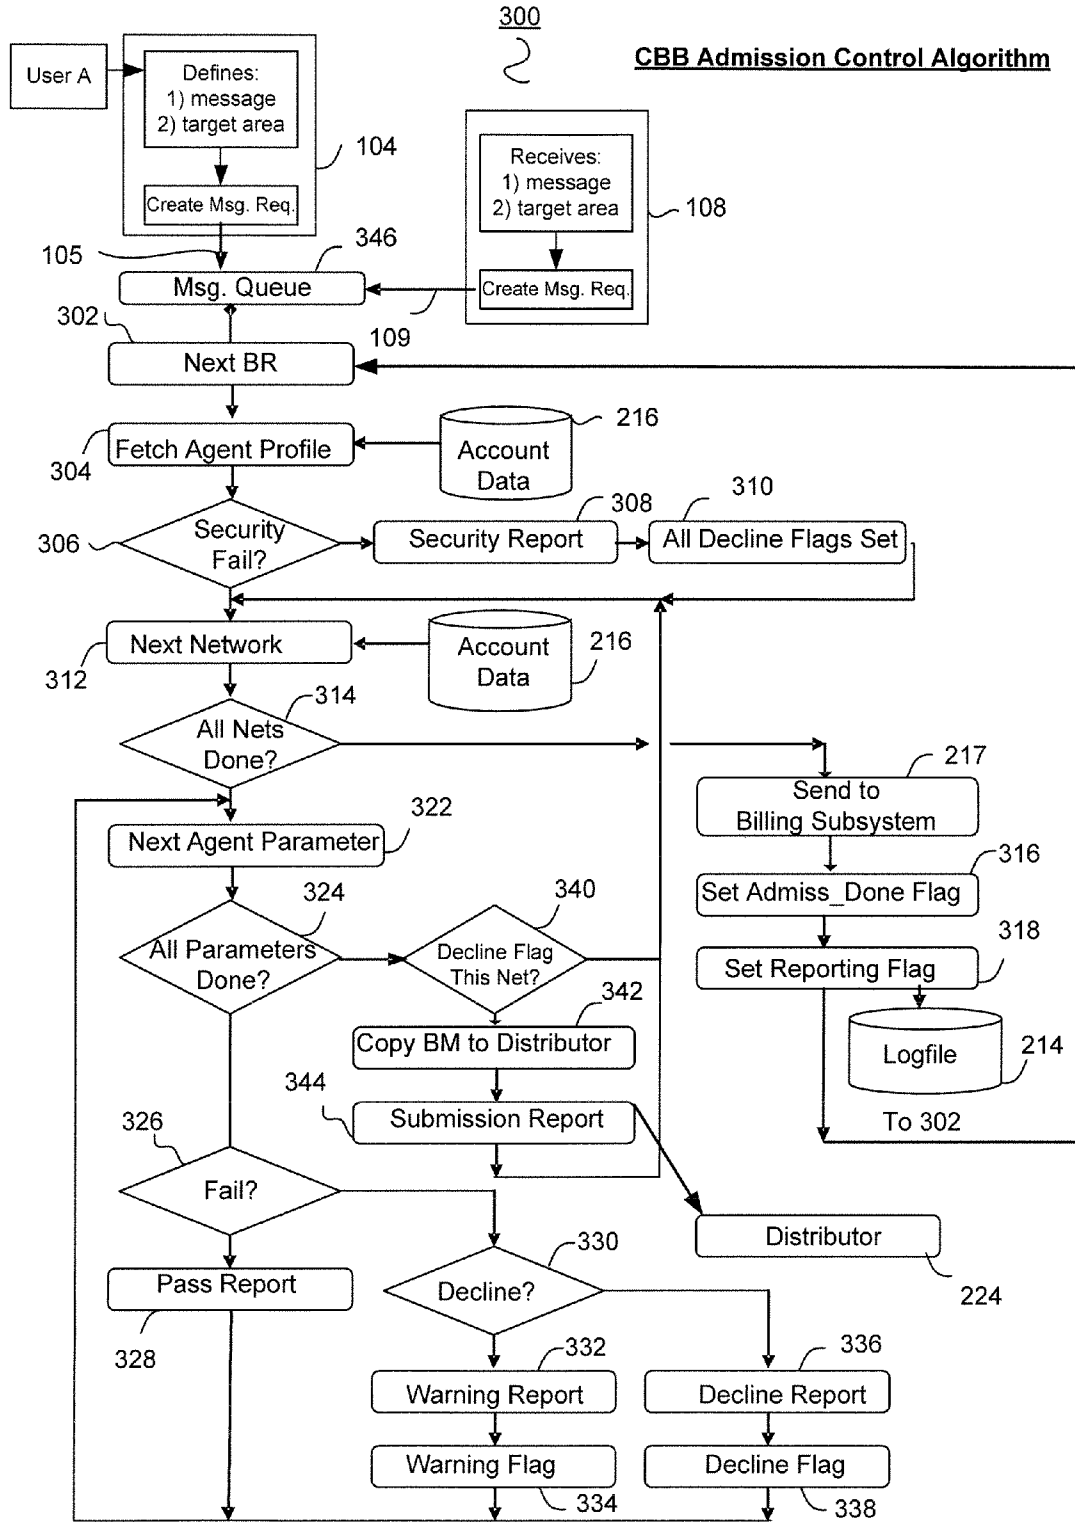 300
CBB Admission Control Algorithm
User A
Defines:
1) message
2) target area
104
Create Msg. Req.
Receives:
1) message
2) target area
108
Create Msg. Req.
105
346
Msg. Queue
109
302
Next BR
304
Fetch Agent Profile
216
Account
Data
306
Security
Fail?
308
Security Report
310
All Decline Flags Set
312
Next Network
216
Account
Data
314
All Nets
Done?
217
Send to
Billing Subsystem
322
Next Agent Parameter
316
Set Admiss_Done Flag
324
All Parameters
Done?
340
Decline Flag
This Net?
318
Set Reporting Flag
342
Copy BM to Distributor
Logfile
214
344
Submission Report
To 302
326
Fail?
Distributor
224
Pass Report
328
330
Decline?
332
Warning Report
336
Decline Report
Warning Flag
334
Decline Flag
338